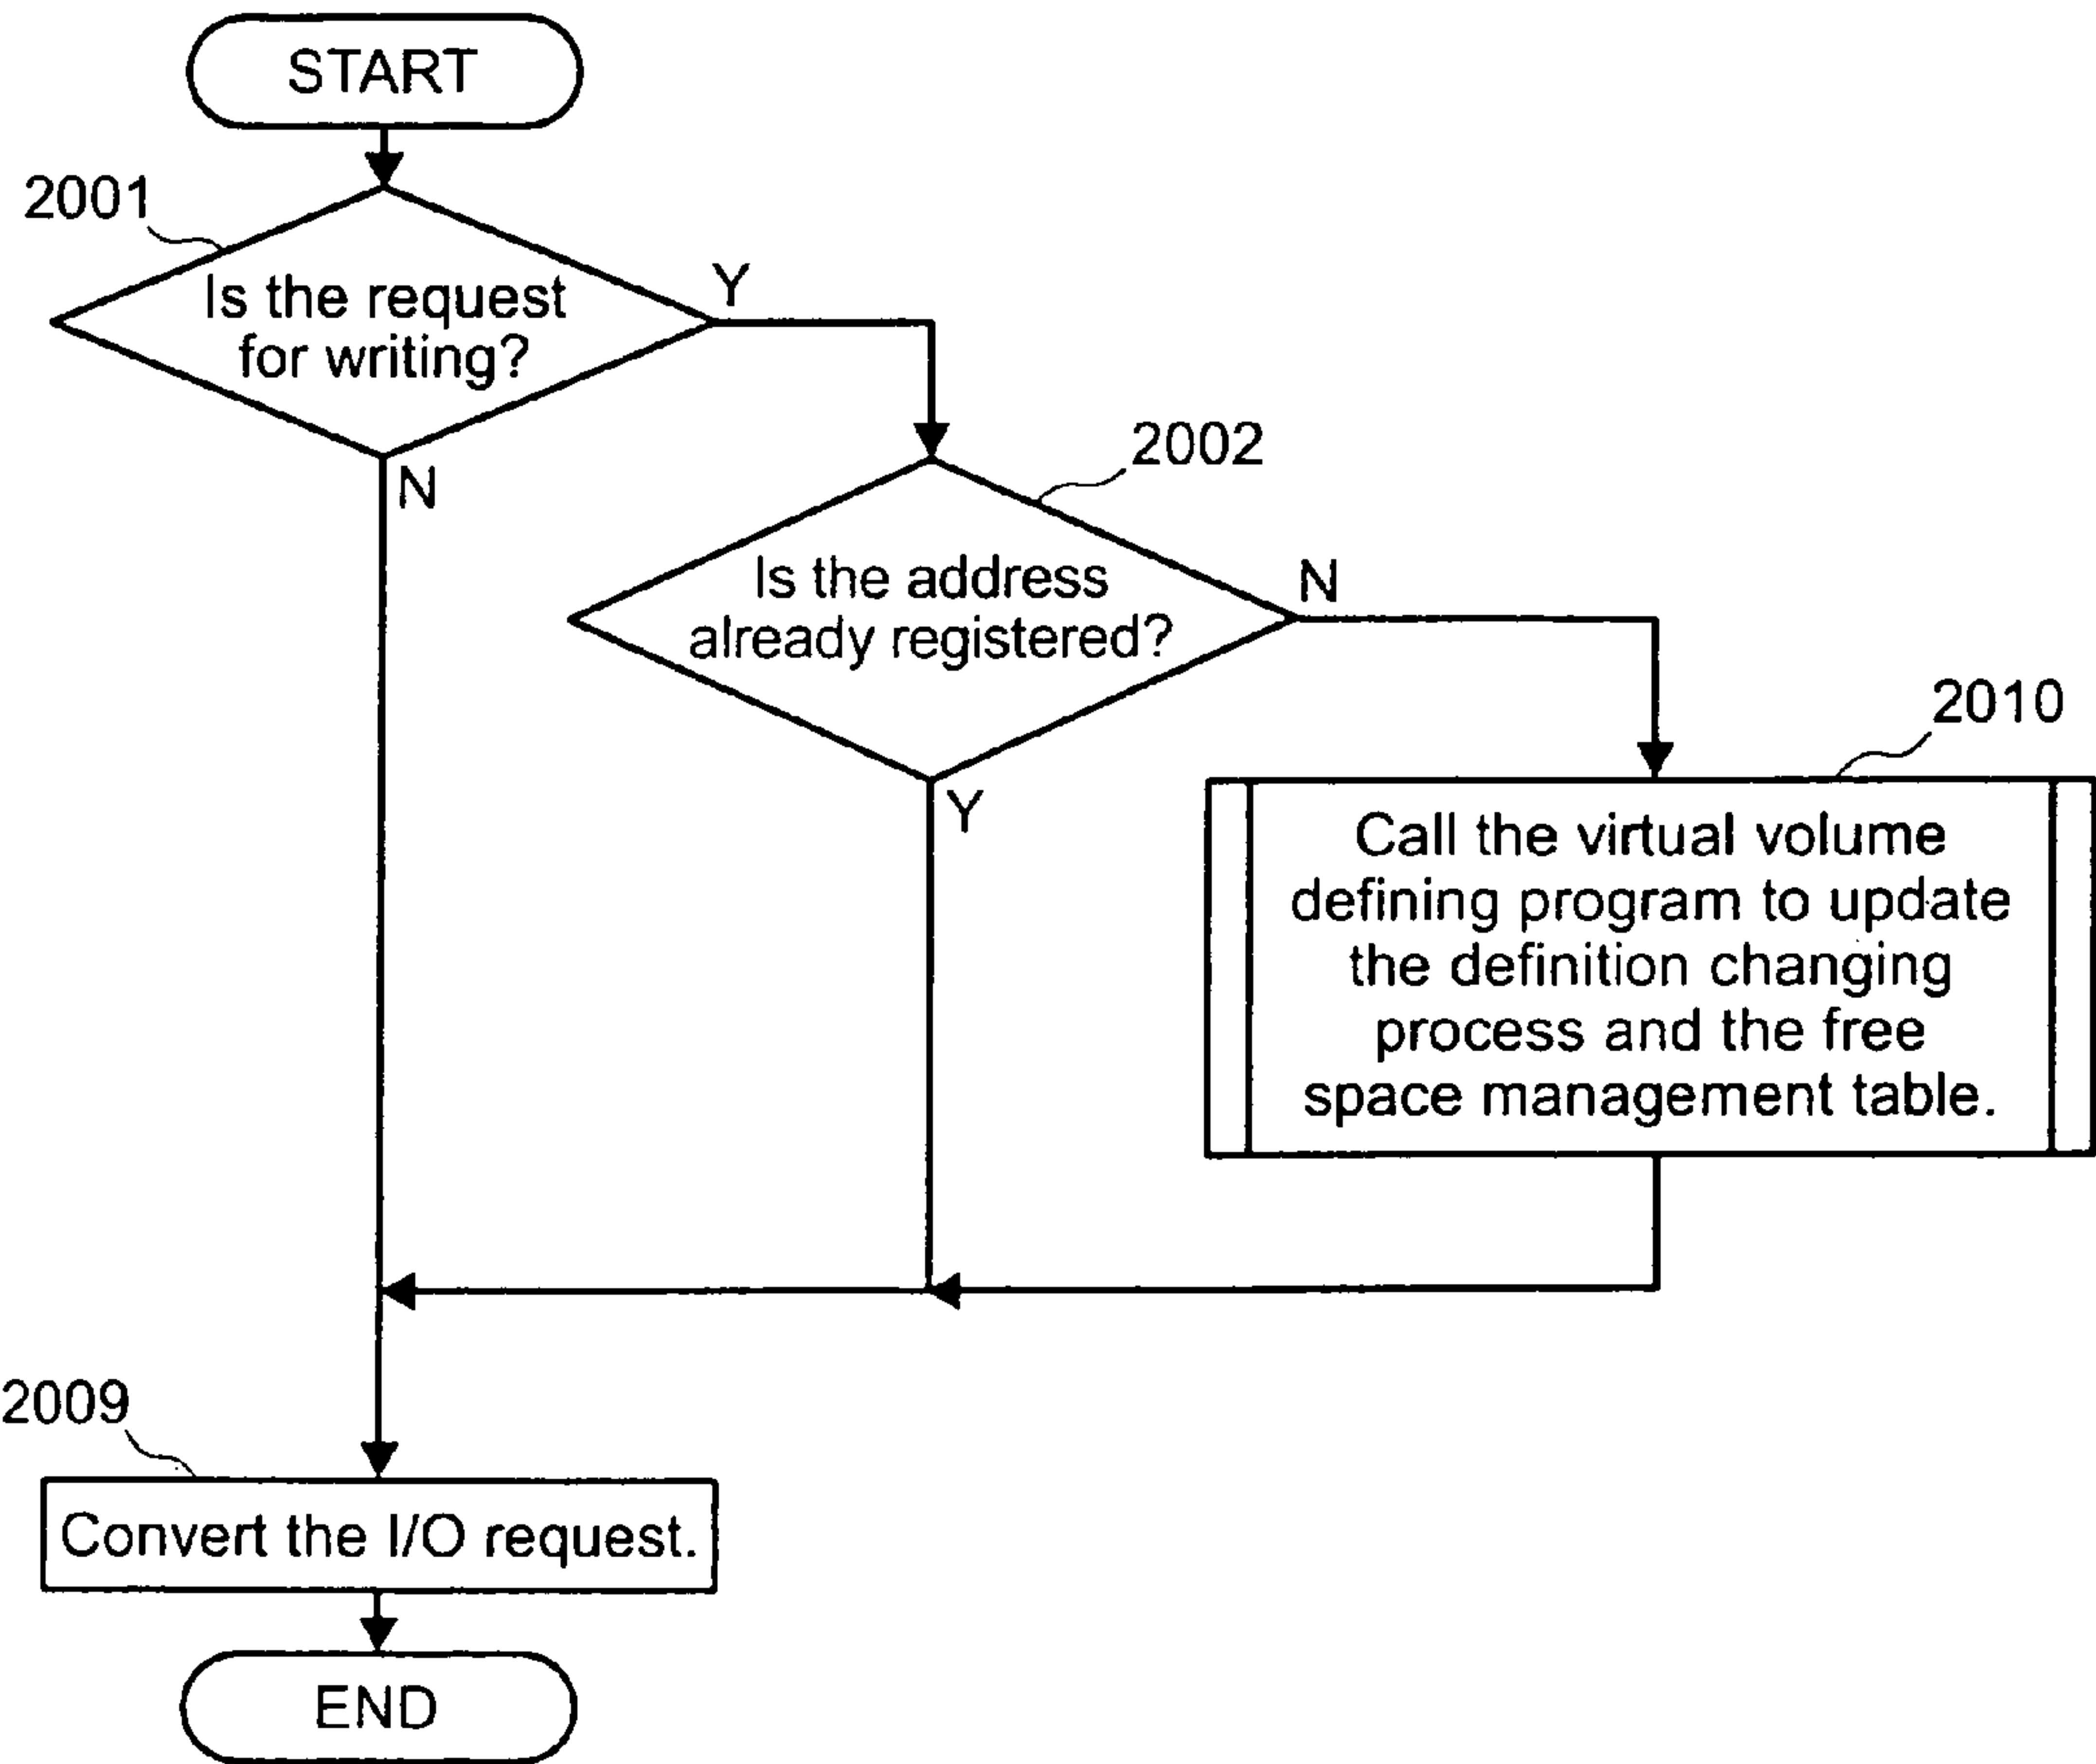 START
2001
Is the request
for writing?
Y
N
2002
Is the address
already registered?
N
Y
2010
Call the virtual volume
defining program to update
the definition changing
process and the free
space management table.
2009
Convert the I/O request.
END